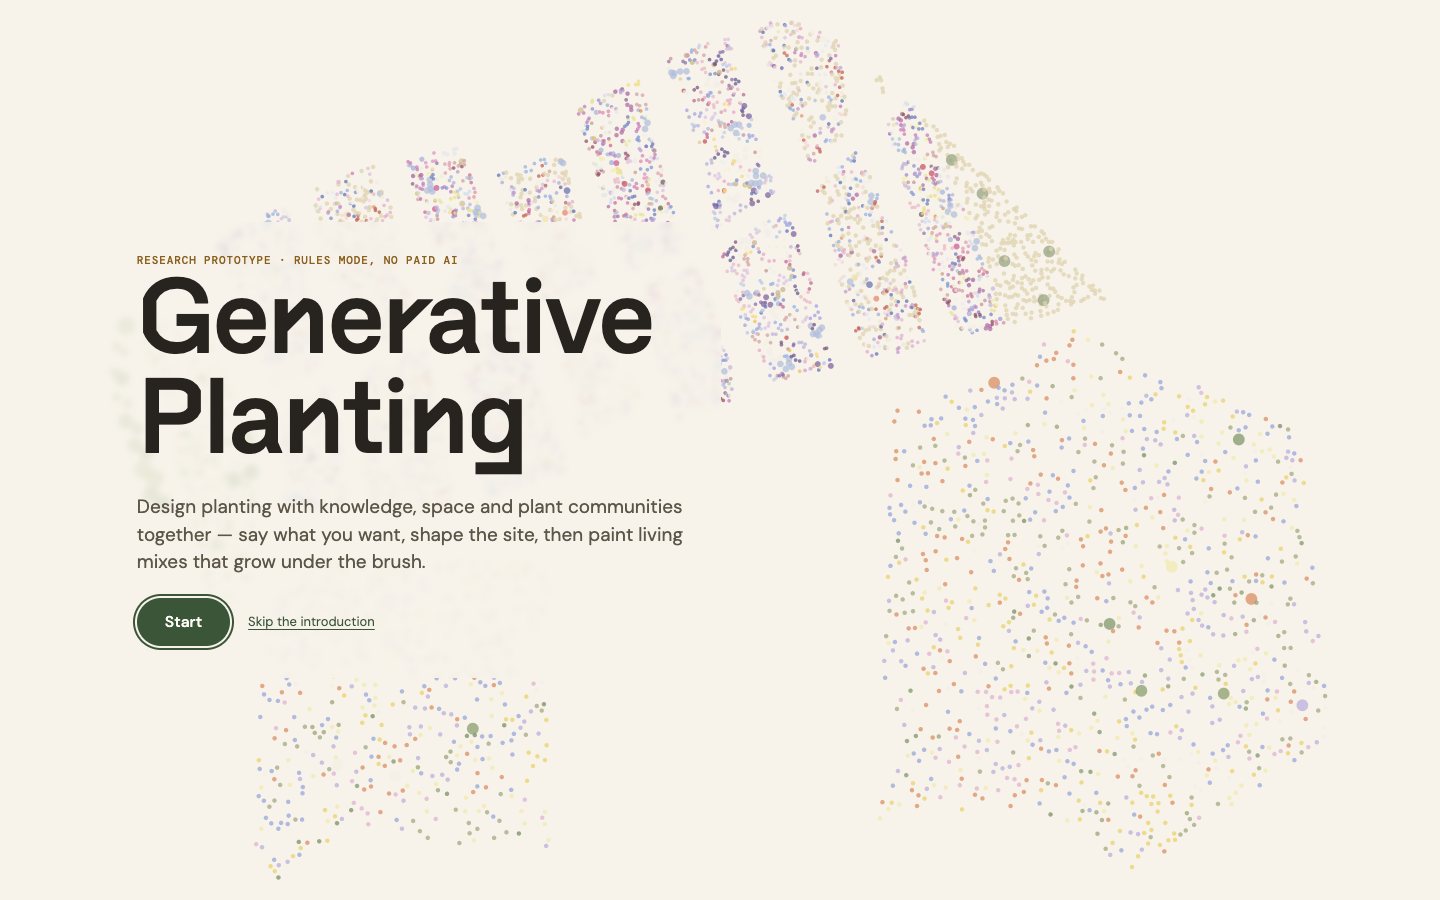 RESEARCH PROTOTYPE · RULES MODE, NO PAID AI
Generative
Planting
Design planting with knowledge, space and plant communities
together — say what you want, shape the site, then paint living
mixes that grow under the brush.
Start
Skip the introduction